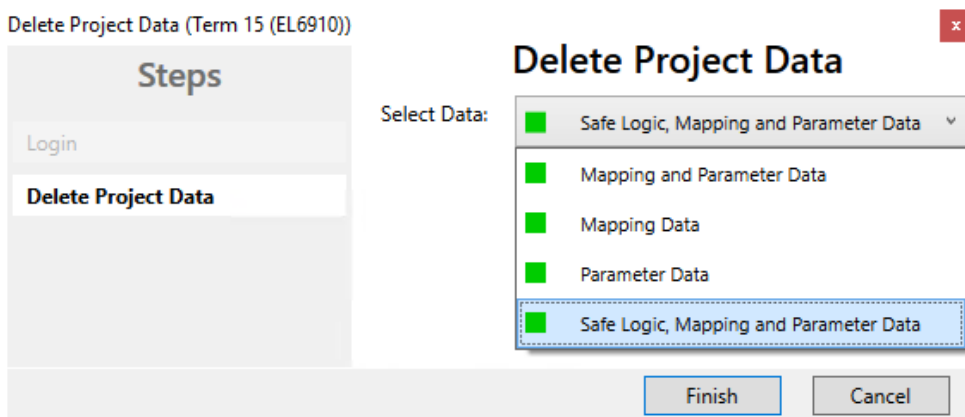 Delete Project Data (Term 15 (EL6910))
x
Steps
Login
Delete Project Data
Delete Project Data
Select Data:
Safe Logic, Mapping and Parameter Data
Mapping and Parameter Data
Mapping Data
Parameter Data
Safe Logic, Mapping and Parameter Data
Finish
Cancel